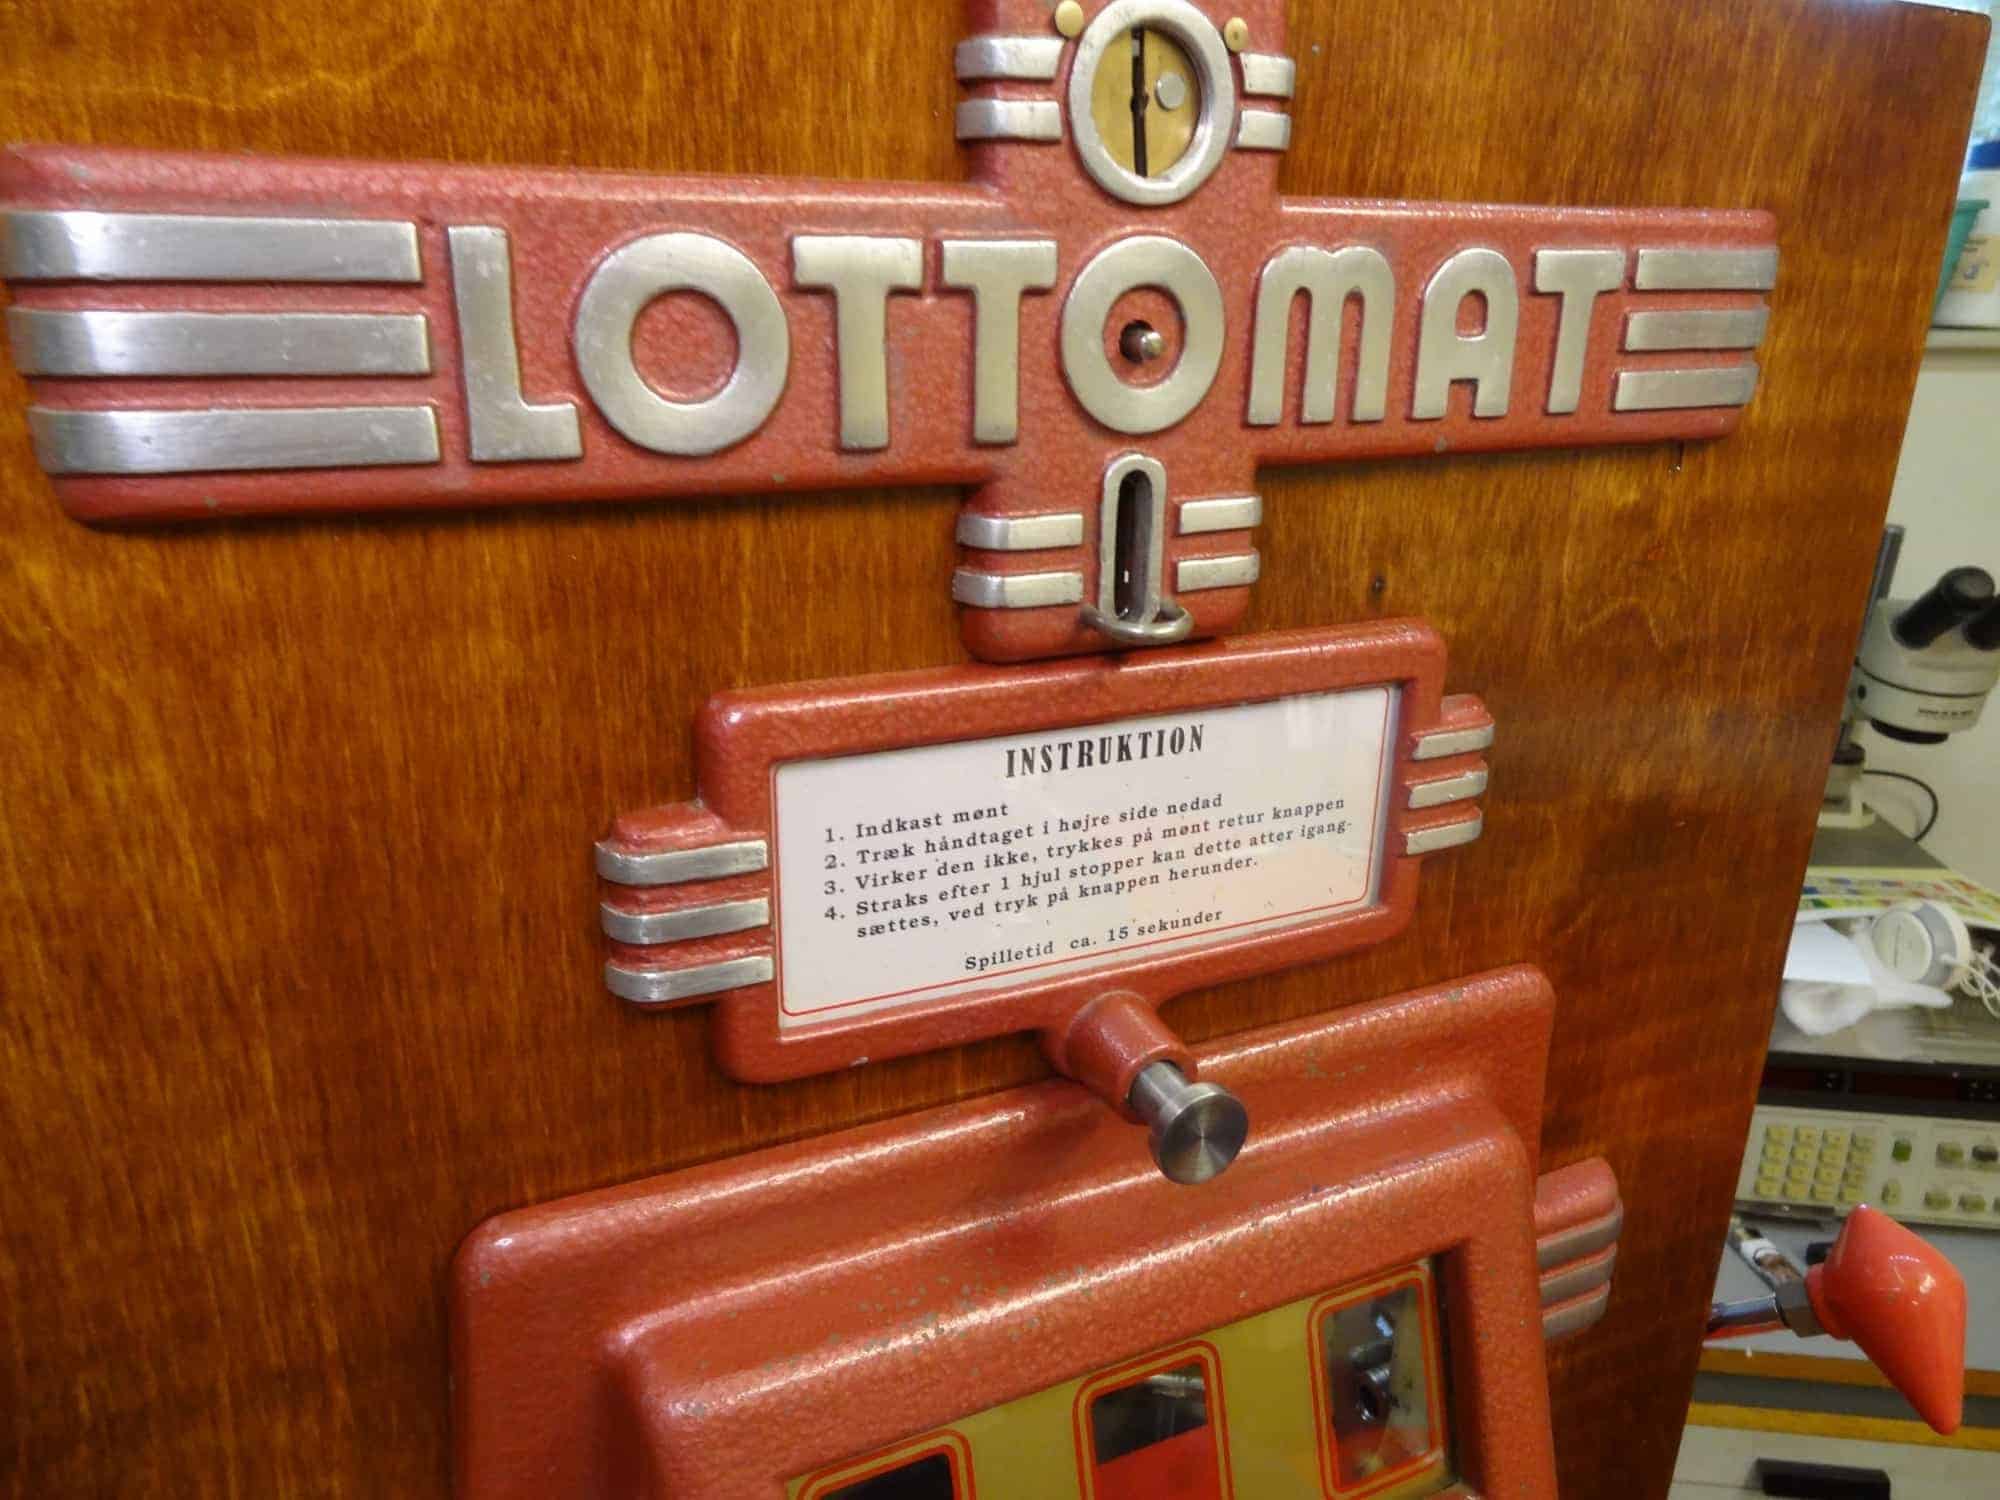 LOTTOMAT
INSTRUKTION
1. Indkast mønt
2. Træk håndtaget i højre side nedad
3. Virker den ikke, trykkes på mønt retur knappen
4. Straks efter 1 hjul stopper kan dette atter igang-
sættes, ved tryk på knappen herunder.
Spilletid ca. 15 sekunder